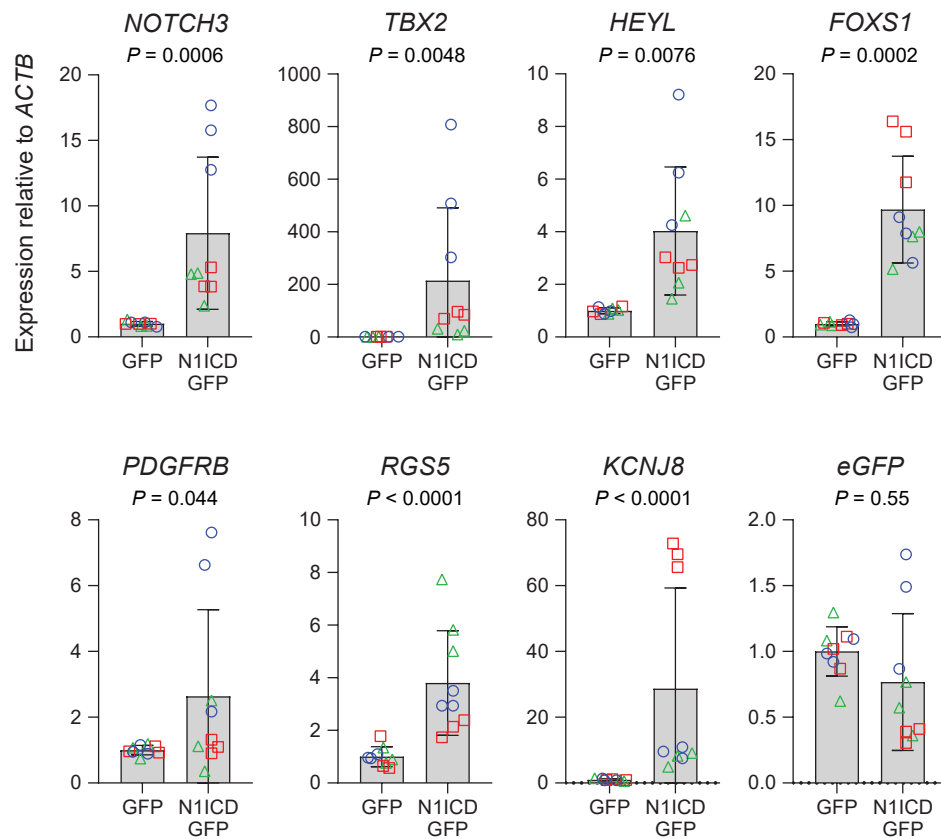 NOTCH3 TBX2 HEYL FOXS1
P = 0.0006 P = 0.0048 P = 0.0076 P = 0.0002
Expression relative to ACTB
20 15 10 5 0
1000 800 600 400 200 0
10 8 6 4 2 0
20 15 10 5 0
GFP N1ICD GFP N1ICD GFP N1ICD GFP N1ICD
GFP GFP GFP GFP
PDGFRB RGS5 KCNJ8 eGFP
P = 0.044 P < 0.0001 P < 0.0001 P = 0.55
8 6 4 2 0
10 8 6 4 2 0
80 60 40 20 0
2.0 1.5 1.0 0.5 0.0
GFP N1ICD GFP N1ICD GFP N1ICD GFP N1ICD
GFP GFP GFP GFP